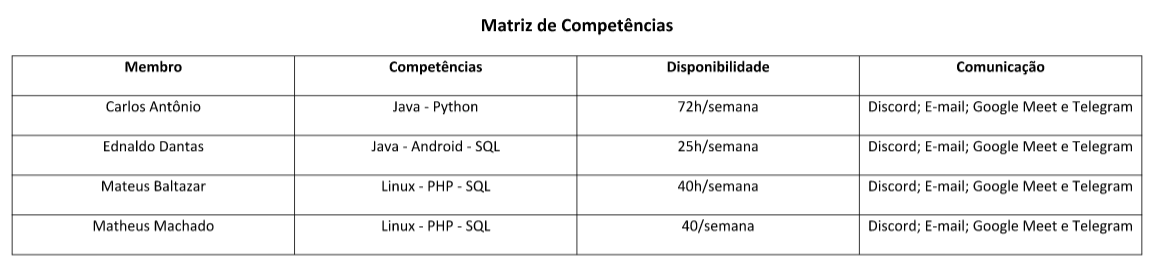 Matriz de Competências
Membro Competências Disponibilidade Comunicação
Carlos Antônio Java - Python 72h/semana Discord; E-mail; Google Meet e Telegram
Ednaldo Dantas Java - Android - SQL 25h/semana Discord; E-mail; Google Meet e Telegram
Mateus Baltazar Linux - PHP - SQL 40h/semana Discord; E-mail; Google Meet e Telegram
Matheus Machado Linux - PHP - SQL 40/semana Discord; E-mail; Google Meet e Telegram